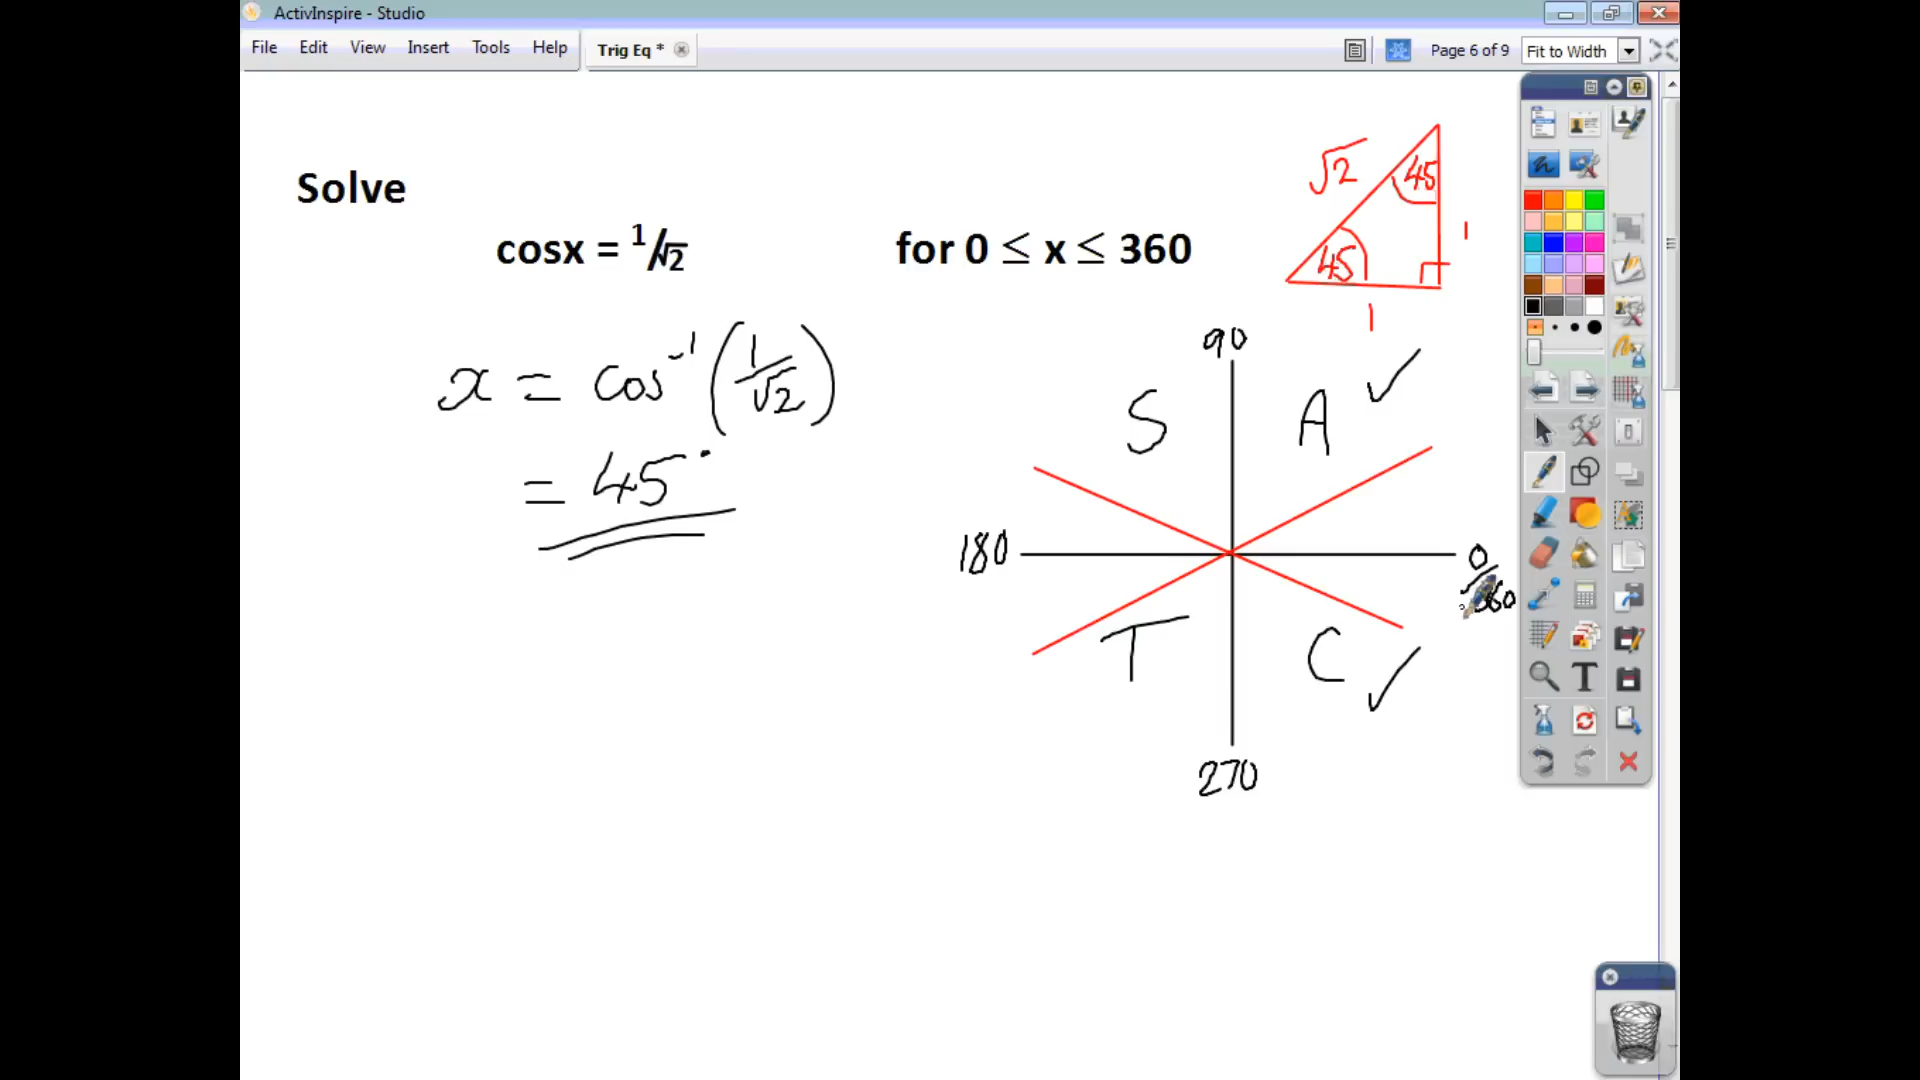 ActivInspire - Studio
File Edit View Insert Tools Help
Trig Eq *
Page 6 of 9
Fit to Width
Solve
cosx = 1/√2
for 0 ≤ x ≤ 360
√2
45
45
1
1
x = cos⁻¹(1/√2)
= 45°
90
S
A ✓
180
0/360
T
C ✓
270